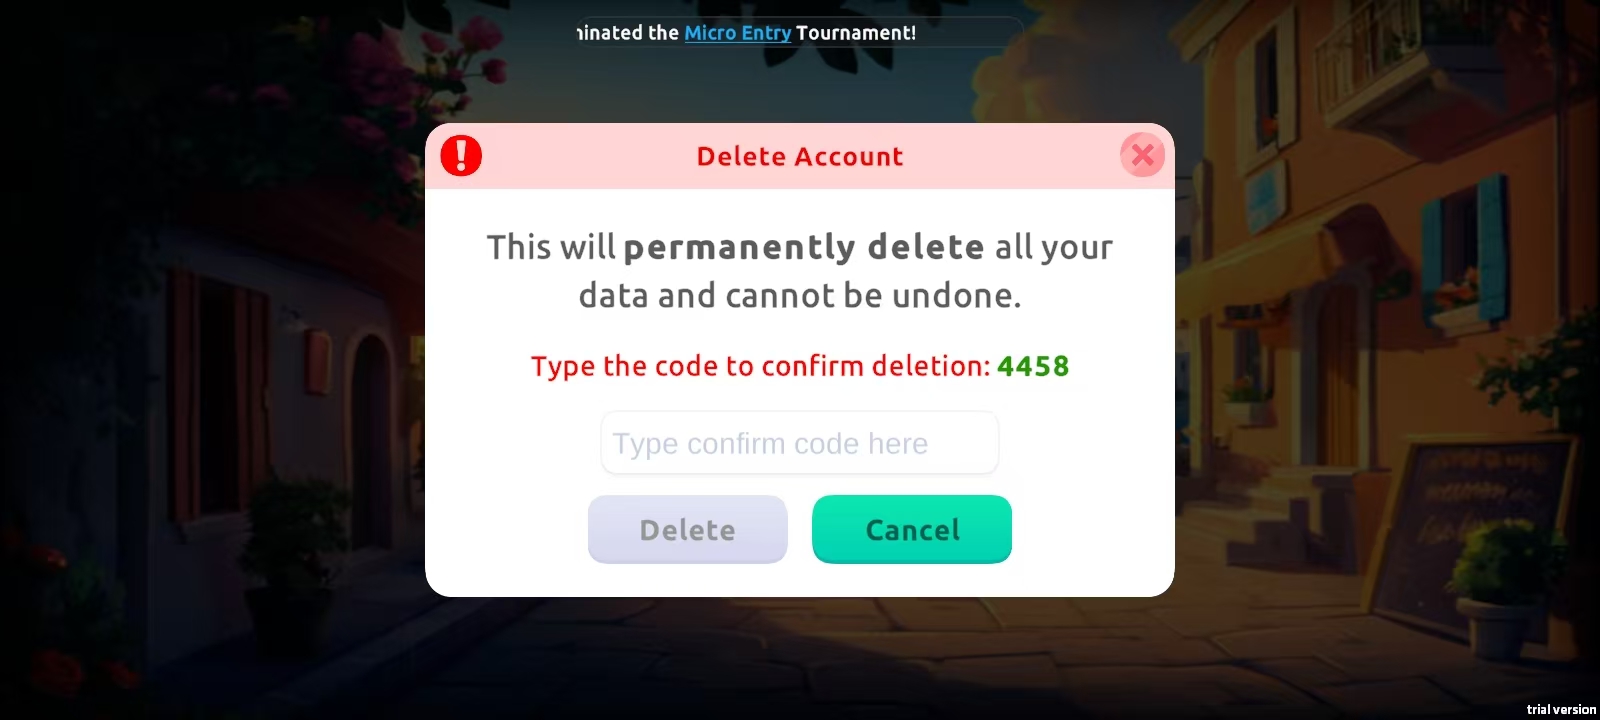 inated the Micro Entry Tournament!
Delete Account
This will permanently delete all your
data and cannot be undone.
Type the code to confirm deletion: 4458
Type confirm code here
Delete
Cancel
trial version